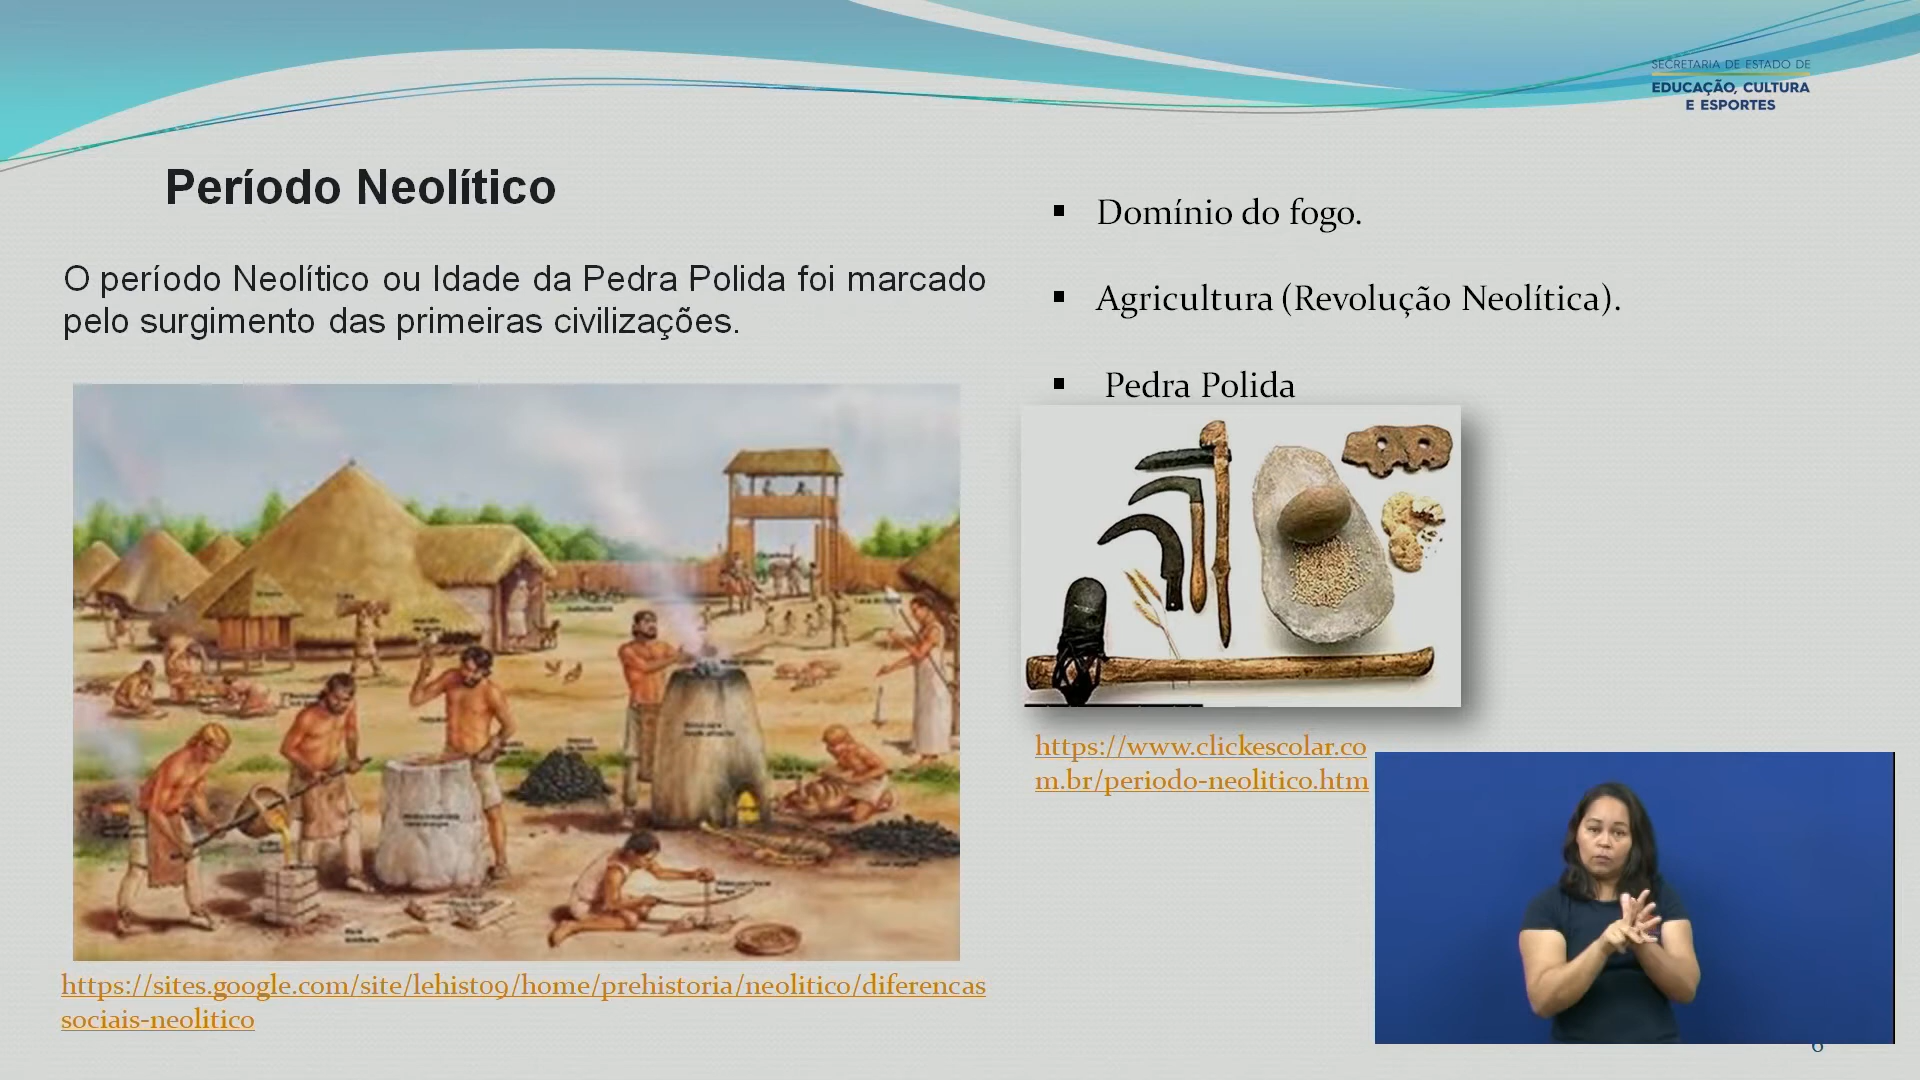 SECRETARIA DE ESTADO DE
EDUCAÇÃO, CULTURA
E ESPORTES
Período Neolítico
O período Neolítico ou Idade da Pedra Polida foi marcado
pelo surgimento das primeiras civilizações.
▪ Domínio do fogo.
▪ Agricultura (Revolução Neolítica).
▪ Pedra Polida
https://www.clickescolar.co
m.br/periodo-neolitico.htm
https://sites.google.com/site/lehist09/home/prehistoria/neolitico/diferencas
sociais-neolitico
6